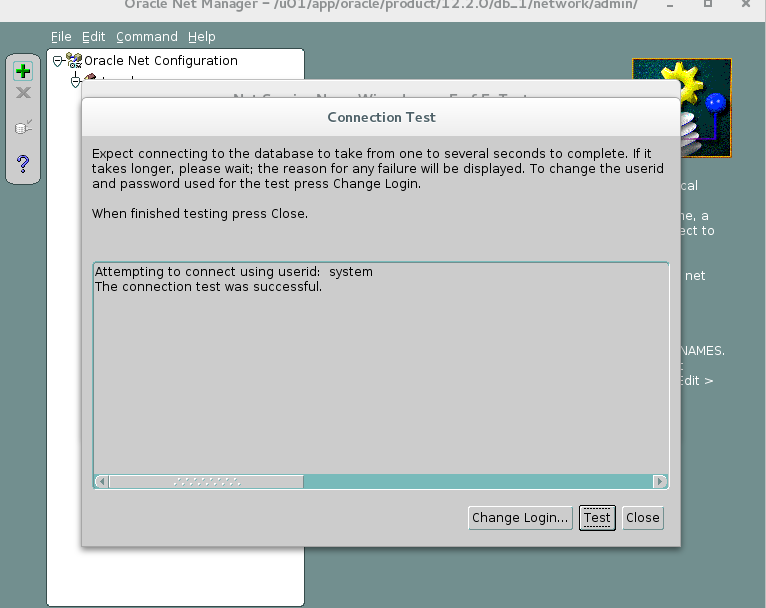 Oracle Net Manager - /u01/app/oracle/product/12.2.0/db_1/network/admin/
File Edit Command Help
Oracle Net Configuration
Connection Test
Expect connecting to the database to take from one to several seconds to complete. If it
takes longer, please wait; the reason for any failure will be displayed. To change the userid
and password used for the test press Change Login.
When finished testing press Close.
Attempting to connect using userid:  system
The connection test was successful.
Change Login...
Test
Close
cal
ne, a
ect to
net
NAMES.
Edit >